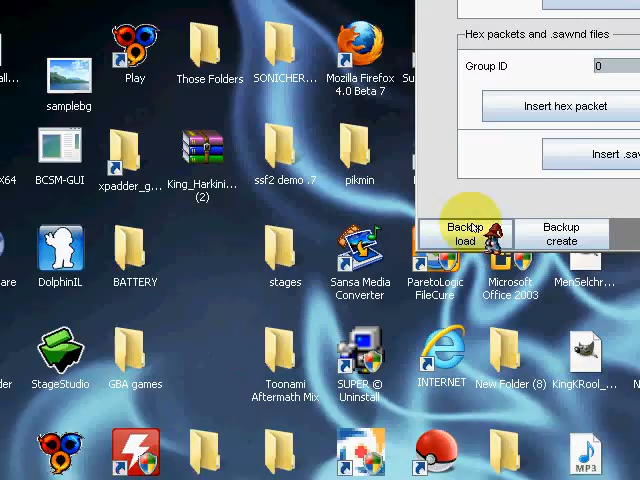 Hex packets and .sawnd files
Group ID
0
Insert hex packet
Insert .sav
Backup
load
Backup
create
all...
Play
Those Folders
SONICHER...
Mozilla Firefox
4.0 Beta 7
Su
samplebg
x64
BCSM-GUI
xpadder_g...
King_Harkini...
(2)
ssf2 demo .7
pikmin
are
DolphinIL
BATTERY
stages
Sansa Media
Converter
ParetoLogic
FileCure
Microsoft
Office 2003
MenSelchr...
der
StageStudio
GBA games
Toonami
Aftermath Mix
SUPER ©
Uninstall
INTERNET
New Folder (8)
KingKRool_...
MP3